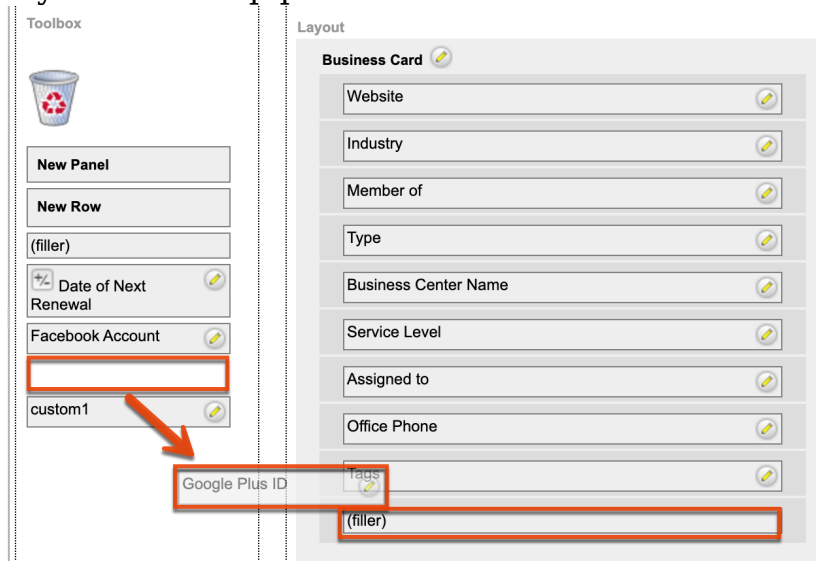 Toolbox
New Panel
New Row
(filler)
Date of Next
Renewal
Facebook Account
custom1
Google Plus ID
Layout
Business Card
Website
Industry
Member of
Type
Business Center Name
Service Level
Assigned to
Office Phone
Tags
(filler)